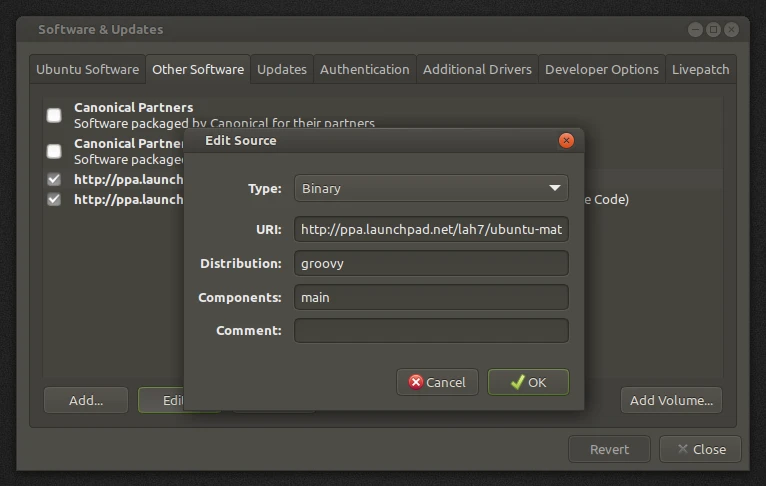 Software & Updates
Ubuntu Software Other Software Updates Authentication Additional Drivers Developer Options Livepatch
Canonical Partners
Software packaged by Canonical for their partners
Canonical Partne
Software packaged
http://ppa.launch
http://ppa.launch e Code)
Edit Source
Type: Binary
URI: http://ppa.launchpad.net/lah7/ubuntu-mat
Distribution: groovy
Components: main
Comment:
Cancel OK
Add... Edi Add Volume...
Revert Close